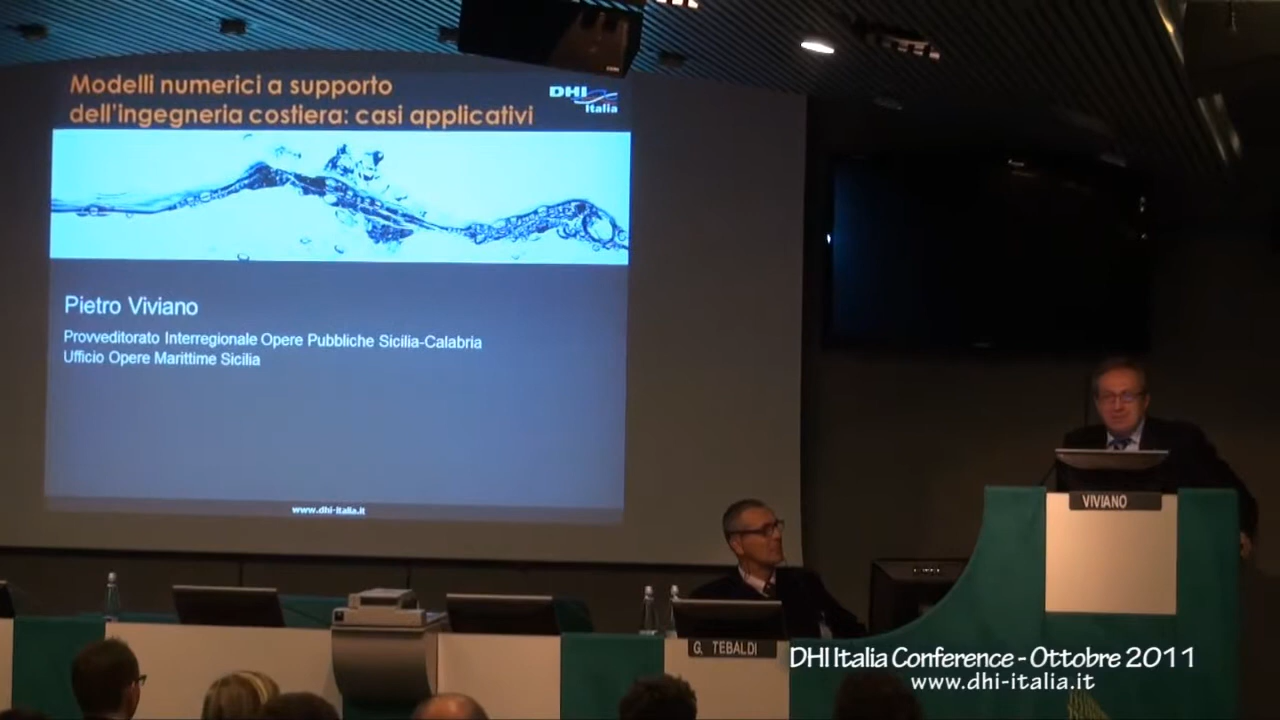 Modelli numerici a supporto
dell'ingegneria costiera: casi applicativi
DHI
Italia
Pietro Viviano
Provveditorato Interregionale Opere Pubbliche Sicilia-Calabria
Ufficio Opere Marittime Sicilia
www.dhi-italia.it
VIVIANO
G. TEBALDI
DHI Italia Conference - Ottobre 2011
www.dhi-italia.it